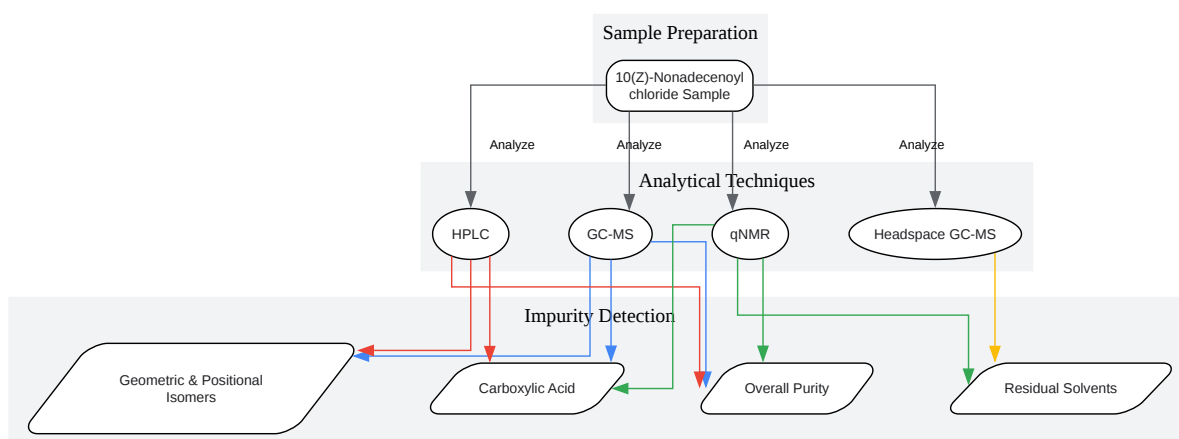 Sample Preparation
10(Z)-Nonadecenoyl
chloride Sample
Analyze
Analyze
Analyze
Analyze
Analytical Techniques
HPLC
GC-MS
qNMR
Headspace GC-MS
Impurity Detection
Geometric & Positional
Isomers
Carboxylic Acid
Overall Purity
Residual Solvents